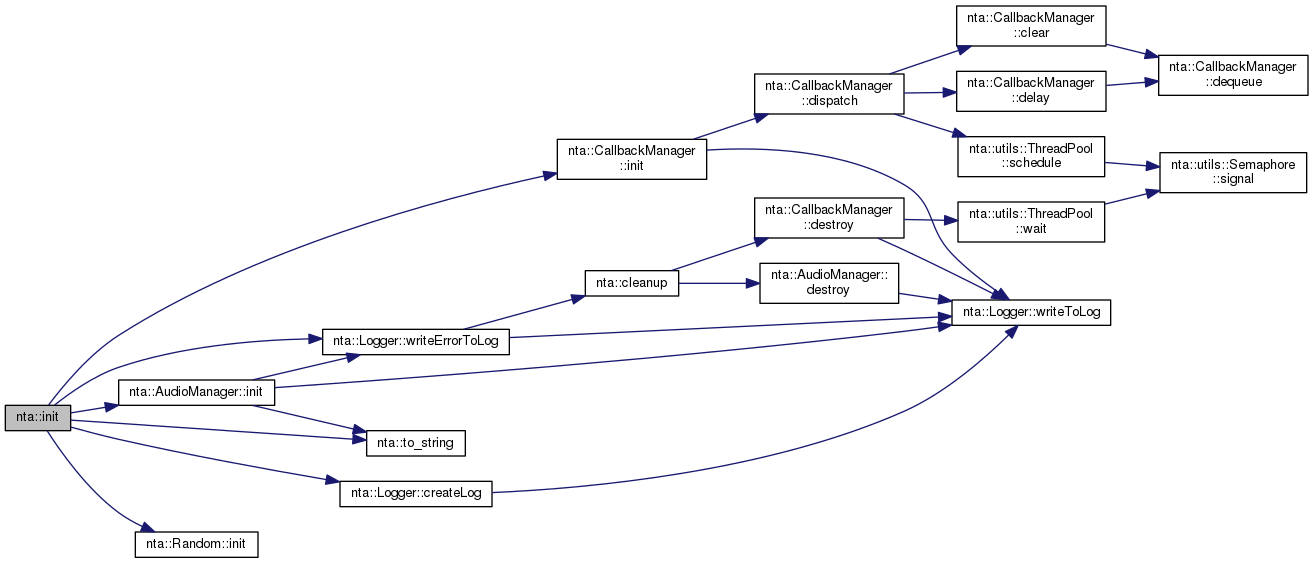 nta::CallbackManager
::clear
nta::CallbackManager
::dequeue
nta::CallbackManager
::dispatch
nta::CallbackManager
::delay
nta::CallbackManager
::init
nta::utils::ThreadPool
::schedule
nta::utils::Semaphore
::signal
nta::CallbackManager
::destroy
nta::utils::ThreadPool
::wait
nta::cleanup
nta::AudioManager::
destroy
nta::Logger::writeToLog
nta::Logger::writeErrorToLog
nta::AudioManager::init
nta::init
nta::to_string
nta::Logger::createLog
nta::Random::init